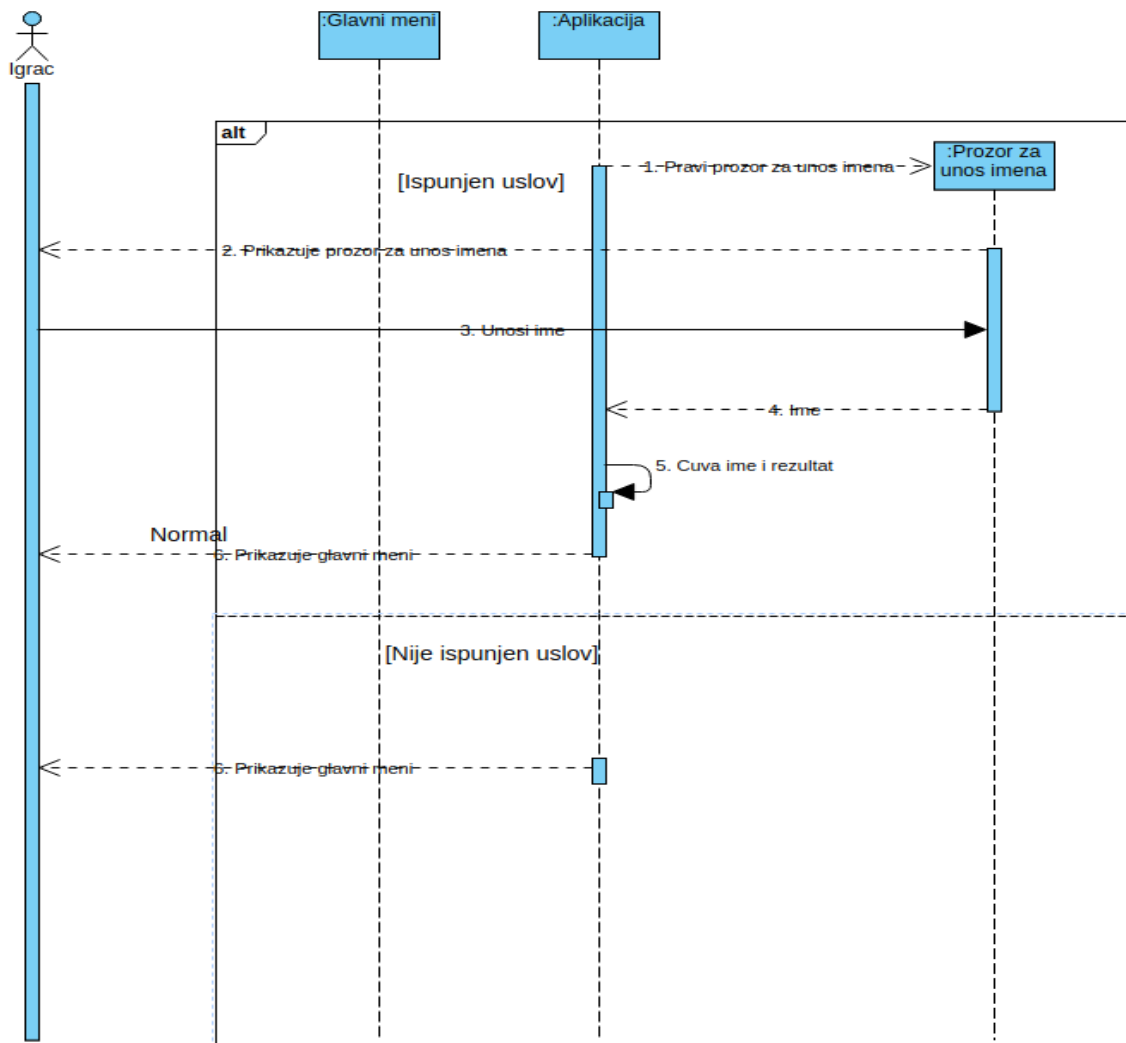 :Glavni meni
:Aplikacija
Igrac
alt
:Prozor za
unos imena
1. Pravi prozor za unos imena
[Ispunjen uslov]
2. Prikazuje prozor za unos imena
3. Unosi ime
4. Ime
5. Cuva ime i rezultat
Normal
6. Prikazuje glavni meni
[Nije ispunjen uslov]
6. Prikazuje glavni meni